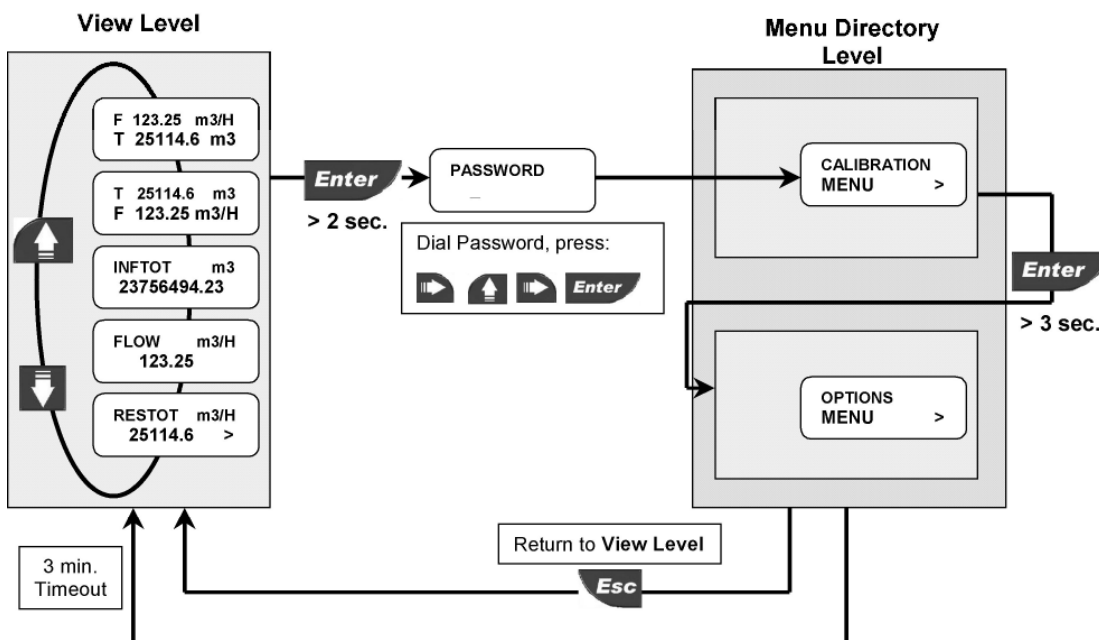 View Level
F 123.25 m3/H
T 25114.6 m3
T 25114.6 m3
F 123.25 m3/H
INFTOT m3
23756494.23
FLOW m3/H
123.25
RESTOT m3/H
25114.6 >
3 min.
Timeout
Enter
> 2 sec.
PASSWORD
_
Dial Password, press:
Enter
Menu Directory
Level
CALIBRATION
MENU >
Enter
> 3 sec.
OPTIONS
MENU >
Return to View Level
Esc